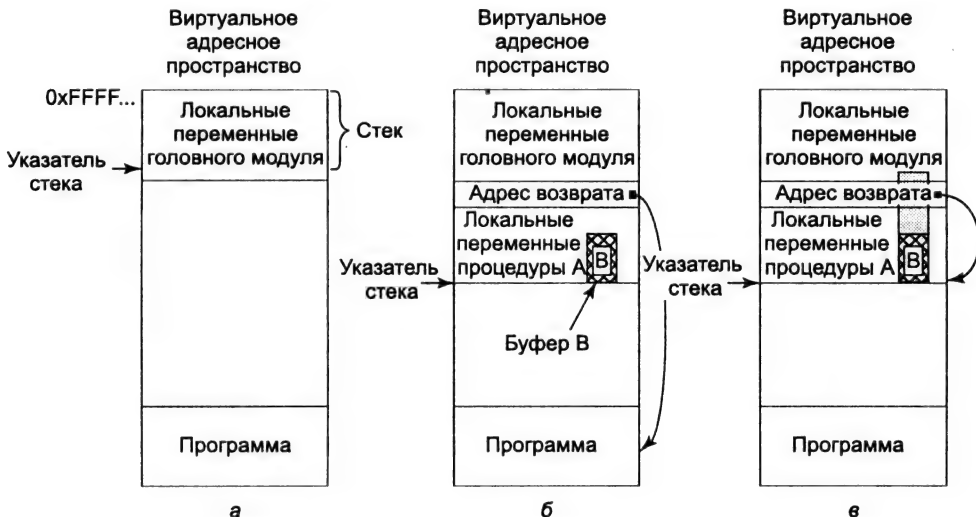 Виртуальное
адресное
пространство
0xFFFF...
Локальные
переменные
головного модуля
Стек
Указатель
стека
Программа
а
Виртуальное
адресное
пространство
Локальные
переменные
головного модуля
Адрес возврата
Локальные
переменные
процедуры А
В
Указатель
стека
Буфер В
Программа
б
Виртуальное
адресное
пространство
Локальные
переменные
головного модуля
Адрес возврата
Локальные
переменные
процедуры А
В
Указатель
стека
Программа
в